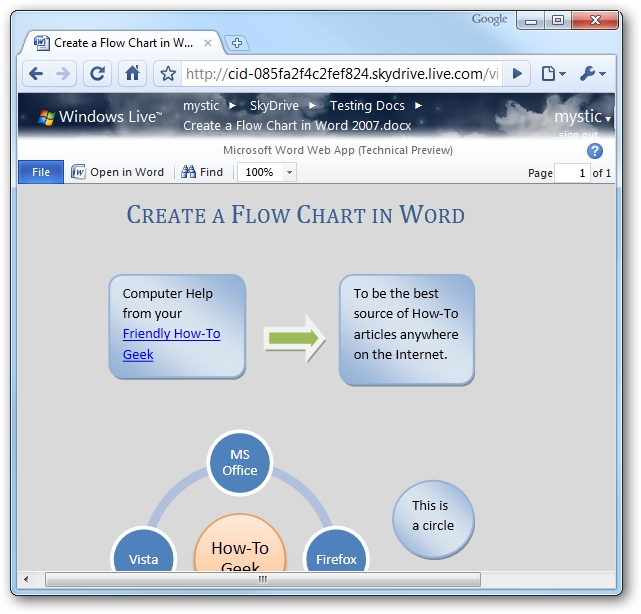 Google
Create a Flow Chart in W...
http://cid-085fa2f4c2fef824.skydrive.live.com/vi
Windows Live™
mystic ► SkyDrive ► Testing Docs ►
Create a Flow Chart in Word 2007.docx
mystic
sign out
Microsoft Word Web App (Technical Preview)
File
Open in Word
Find
100%
Page 1 of 1
CREATE A FLOW CHART IN WORD
Computer Help
from your
Friendly How-To
Geek
To be the best
source of How-To
articles anywhere
on the Internet.
MS
Office
This is
a circle
Vista
How-To
Geek
Firefox